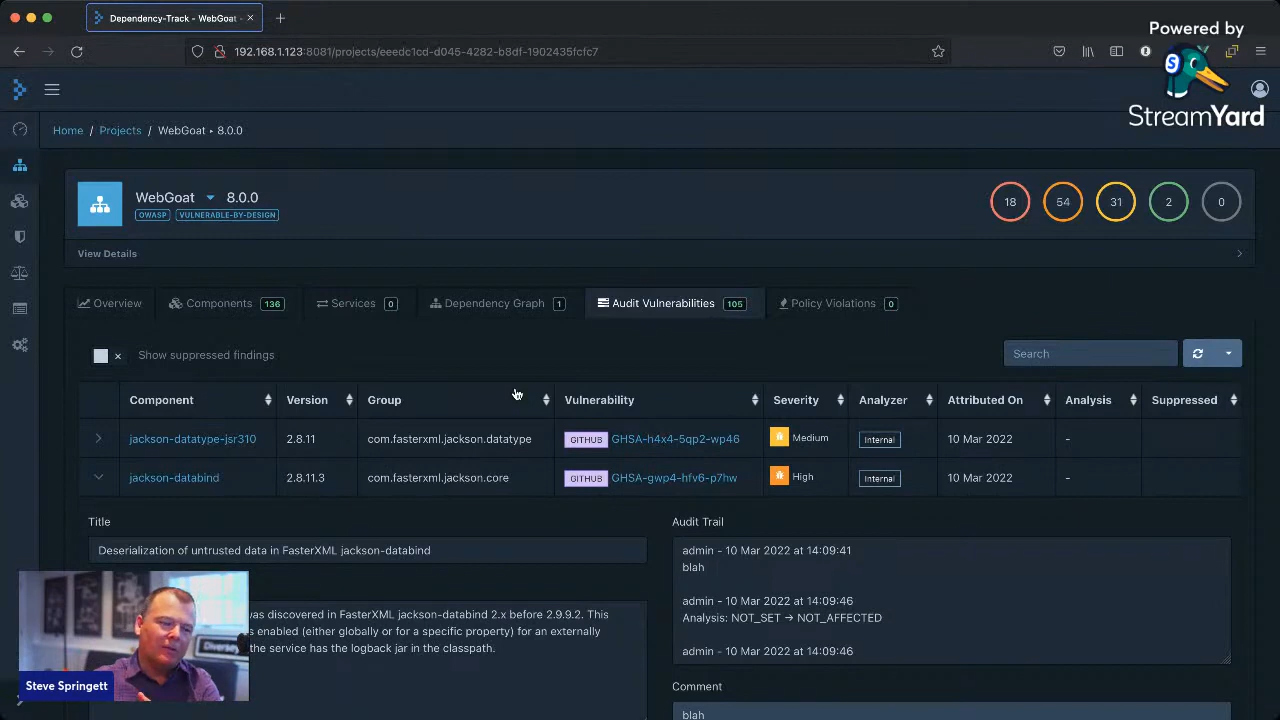 Dependency-Track - WebGoat -
Powered by
192.168.1.123:8081/projects/eeedc1cd-d045-4282-b8df-1902435fcfc7
S
StreamYard
Home / Projects / WebGoat ▸ 8.0.0
WebGoat 8.0.0
OWASP VULNERABLE-BY-DESIGN
18 54 31 2 0
View Details
Overview Components 136 Services 0 Dependency Graph 1 Audit Vulnerabilities 105 Policy Violations 0
Show suppressed findings
Search
Component Version Group Vulnerability Severity Analyzer Attributed On Analysis Suppressed
jackson-datatype-jsr310 2.8.11 com.fasterxml.jackson.datatype GITHUB GHSA-h4x4-5qp2-wp46 Medium Internal 10 Mar 2022 -
jackson-databind 2.8.11.3 com.fasterxml.jackson.core GITHUB GHSA-gwp4-hfv6-p7hw High Internal 10 Mar 2022 -
Title
Deserialization of untrusted data in FasterXML jackson-databind
was discovered in FasterXML jackson-databind 2.x before 2.9.9.2. This
s enabled (either globally or for a specific property) for an externally
the service has the logback jar in the classpath.
Audit Trail
admin - 10 Mar 2022 at 14:09:41
blah
admin - 10 Mar 2022 at 14:09:46
Analysis: NOT_SET → NOT_AFFECTED
admin - 10 Mar 2022 at 14:09:46
Comment
blah
Diversey
Steve Springett